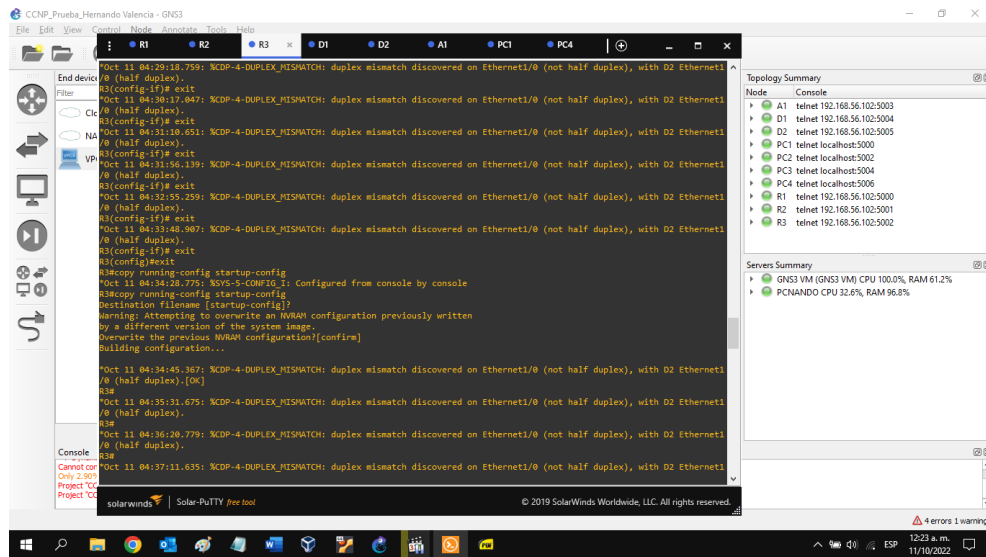 CCNP_Prueba_Hernando Valencia - GNS3
File Edit View Control Node Annotate Tools Help
R1 R2 R3 × D1 D2 A1 PC1 PC4
End device
Filter
Clo
NA
VP
*Oct 11 04:29:18.759: %CDP-4-DUPLEX_MISMATCH: duplex mismatch discovered on Ethernet1/0 (not half duplex), with D2 Ethernet1
/0 (half duplex).
R3(config-if)# exit
*Oct 11 04:30:17.047: %CDP-4-DUPLEX_MISMATCH: duplex mismatch discovered on Ethernet1/0 (not half duplex), with D2 Ethernet1
/0 (half duplex).
R3(config-if)# exit
*Oct 11 04:31:10.651: %CDP-4-DUPLEX_MISMATCH: duplex mismatch discovered on Ethernet1/0 (not half duplex), with D2 Ethernet1
/0 (half duplex).
R3(config-if)# exit
*Oct 11 04:31:56.139: %CDP-4-DUPLEX_MISMATCH: duplex mismatch discovered on Ethernet1/0 (not half duplex), with D2 Ethernet1
/0 (half duplex).
R3(config-if)# exit
*Oct 11 04:32:55.259: %CDP-4-DUPLEX_MISMATCH: duplex mismatch discovered on Ethernet1/0 (not half duplex), with D2 Ethernet1
/0 (half duplex).
R3(config-if)# exit
*Oct 11 04:33:48.907: %CDP-4-DUPLEX_MISMATCH: duplex mismatch discovered on Ethernet1/0 (not half duplex), with D2 Ethernet1
/0 (half duplex).
R3(config-if)# exit
R3(config)#exit
R3#copy running-config startup-config
*Oct 11 04:34:28.775: %SYS-5-CONFIG_I: Configured from console by console
R3#copy running-config startup-config
Destination filename [startup-config]?
Warning: Attempting to overwrite an NVRAM configuration previously written
by a different version of the system image.
Overwrite the previous NVRAM configuration?[confirm]
Building configuration...
*Oct 11 04:34:45.367: %CDP-4-DUPLEX_MISMATCH: duplex mismatch discovered on Ethernet1/0 (not half duplex), with D2 Ethernet1
/0 (half duplex).[OK]
R3#
*Oct 11 04:35:31.675: %CDP-4-DUPLEX_MISMATCH: duplex mismatch discovered on Ethernet1/0 (not half duplex), with D2 Ethernet1
/0 (half duplex).
R3#
*Oct 11 04:36:20.779: %CDP-4-DUPLEX_MISMATCH: duplex mismatch discovered on Ethernet1/0 (not half duplex), with D2 Ethernet1
/0 (half duplex).
R3#
*Oct 11 04:37:11.635: %CDP-4-DUPLEX_MISMATCH: duplex mismatch discovered on Ethernet1/0 (not half duplex), with D2 Ethernet1
solarwinds Solar-PuTTY free tool © 2019 SolarWinds Worldwide, LLC. All rights reserved.
Console
Cannot con
Only 2.90%
Project "CC
Project "CC
Topology Summary
Node Console
A1 telnet 192.168.56.102:5003
D1 telnet 192.168.56.102:5004
D2 telnet 192.168.56.102:5005
PC1 telnet localhost:5000
PC2 telnet localhost:5002
PC3 telnet localhost:5004
PC4 telnet localhost:5006
R1 telnet 192.168.56.102:5000
R2 telnet 192.168.56.102:5001
R3 telnet 192.168.56.102:5002
Servers Summary
GNS3 VM (GNS3 VM) CPU 100.0%, RAM 61.2%
PCNANDO CPU 32.6%, RAM 96.8%
4 errors 1 warning
ESP
12:23 a. m.
11/10/2022